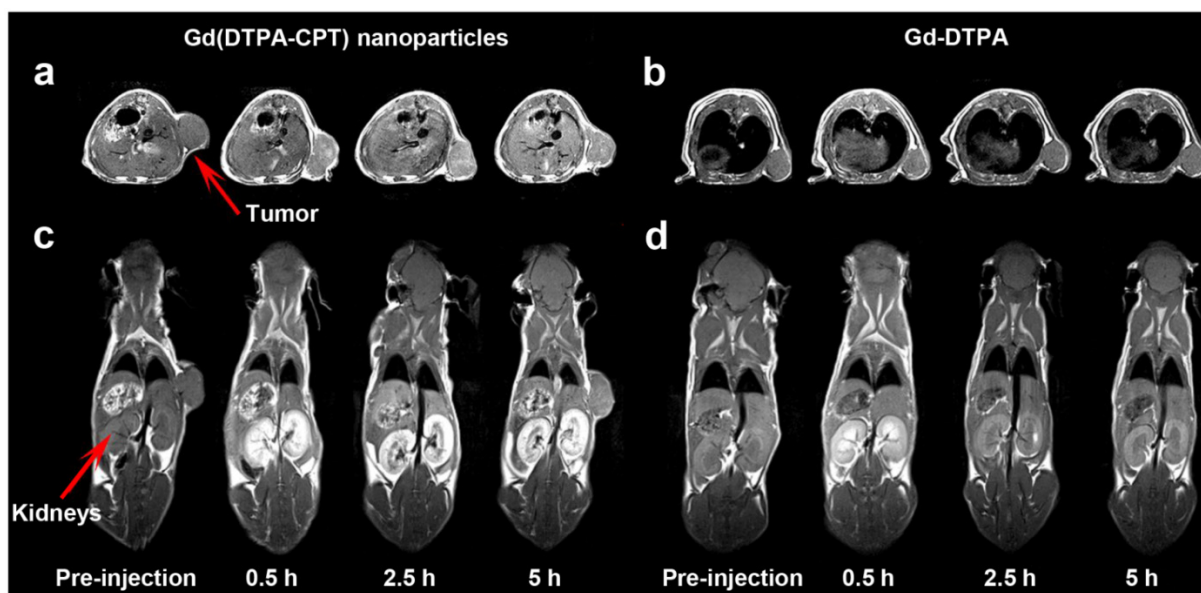 Gd(DTPA-CPT) nanoparticles
Gd-DTPA
a
b
Tumor
c
d
Kidneys
Pre-injection 0.5 h 2.5 h 5 h
Pre-injection 0.5 h 2.5 h 5 h